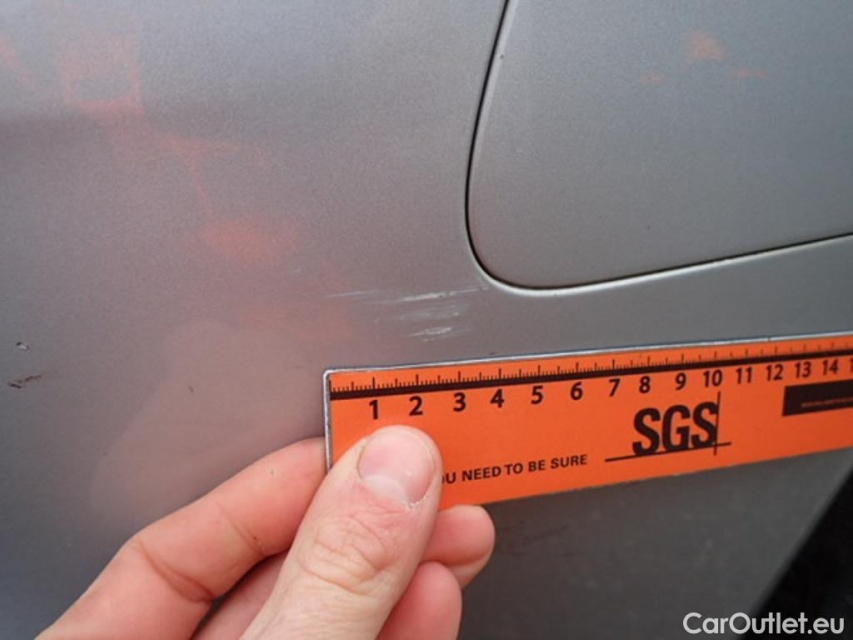 1 2 3 4 5 6 7 8 9 10 11 12 13 14
SGS
U NEED TO BE SURE
CarOutlet.eu